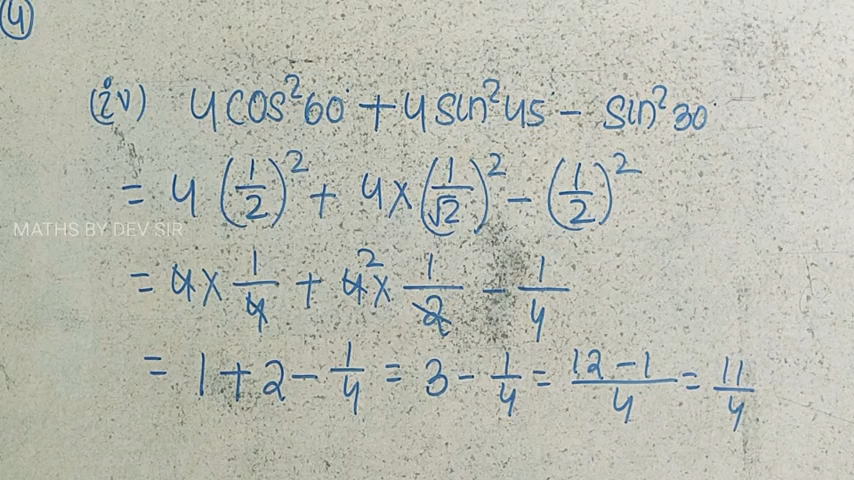 (4)
(iv) 4cos²60° + 4sin²45° - sin²30°
= 4(1/2)² + 4×(1/√2)² - (1/2)²
MATHS BY DEV SIR
= 4×1/4 + 4²×1/2 - 1/4
= 1+2-1/4 = 3-1/4 = 12-1/4 = 11/4